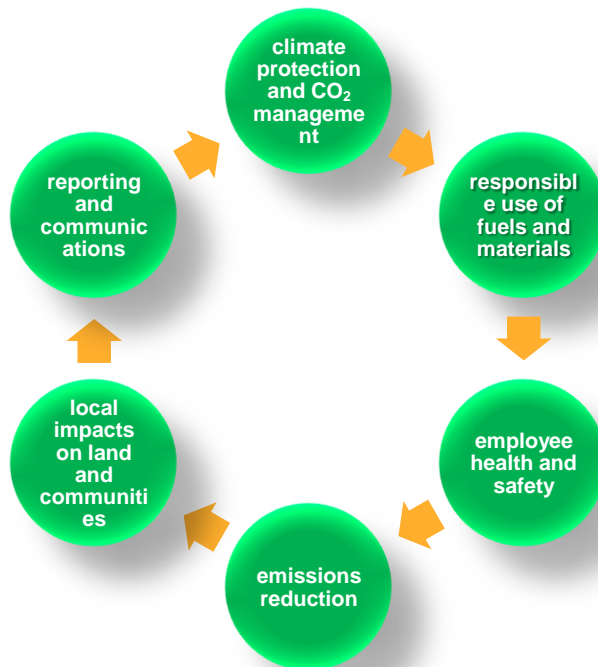 climate
protection
and CO₂
manageme
nt
responsibl
e use of
fuels and
materials
employee
health and
safety
emissions
reduction
local
impacts
on land
and
communiti
es
reporting
and
communic
ations